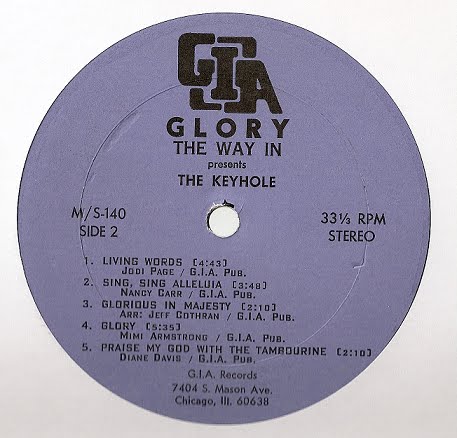 GIA
GLORY
THE WAY IN
presents
THE KEYHOLE
M/S-140
SIDE 2
33⅓ RPM
STEREO
1. LIVING WORDS [4:43]
JODI PAGE / G.I.A. PUB.
2. SING, SING ALLELUIA [3:48]
NANCY CARR / G.I.A. PUB.
3. GLORIOUS IN MAJESTY [2:10]
ARR: JEFF COTHRAN / G.I.A. PUB.
4. GLORY [5:35]
MIMI ARMSTRONG / G.I.A. PUB.
5. PRAISE MY GOD WITH THE TAMBOURINE [2:10]
DIANE DAVIS / G.I.A. PUB.
G.I.A. Records
7404 S. Mason Ave.
Chicago, Ill. 60638